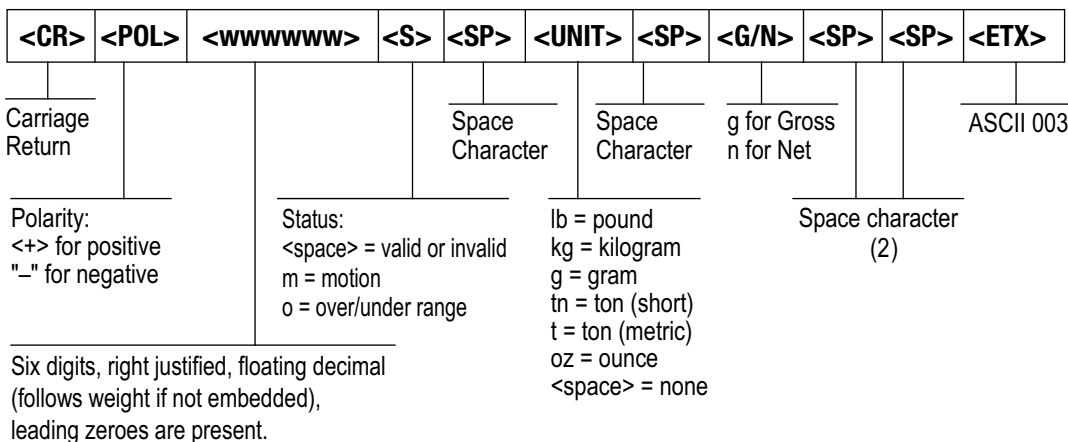 <CR> <POL> <wwwwww> <S> <SP> <UNIT> <SP> <G/N> <SP> <SP> <ETX>
Carriage
Return
Space
Character
Space
Character
g for Gross
n for Net
ASCII 003
Polarity:
<+> for positive
"–" for negative
Status:
<space> = valid or invalid
m = motion
o = over/under range
lb = pound
kg = kilogram
g = gram
tn = ton (short)
t = ton (metric)
oz = ounce
<space> = none
Space character
(2)
Six digits, right justified, floating decimal
(follows weight if not embedded),
leading zeroes are present.